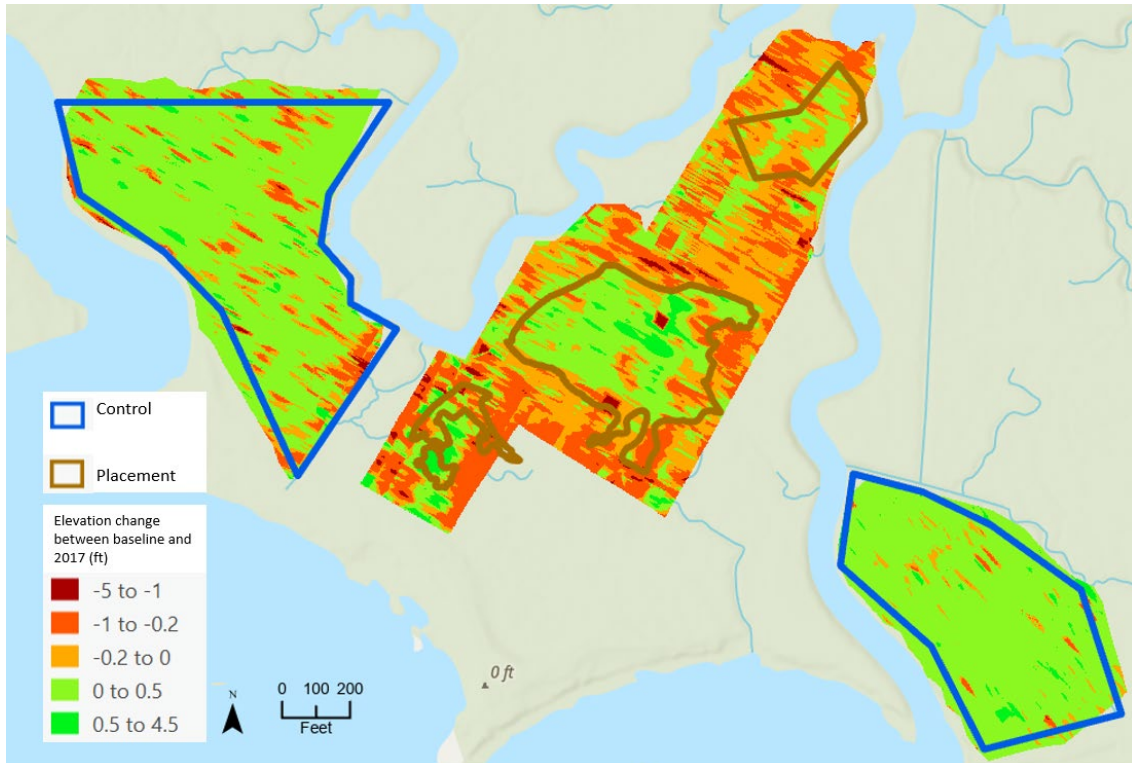 Control
Placement
Elevation change
between baseline and
2017 (ft)
-5 to -1
-1 to -0.2
-0.2 to 0
0 to 0.5
0.5 to 4.5
N
0 100 200
Feet
0 ft